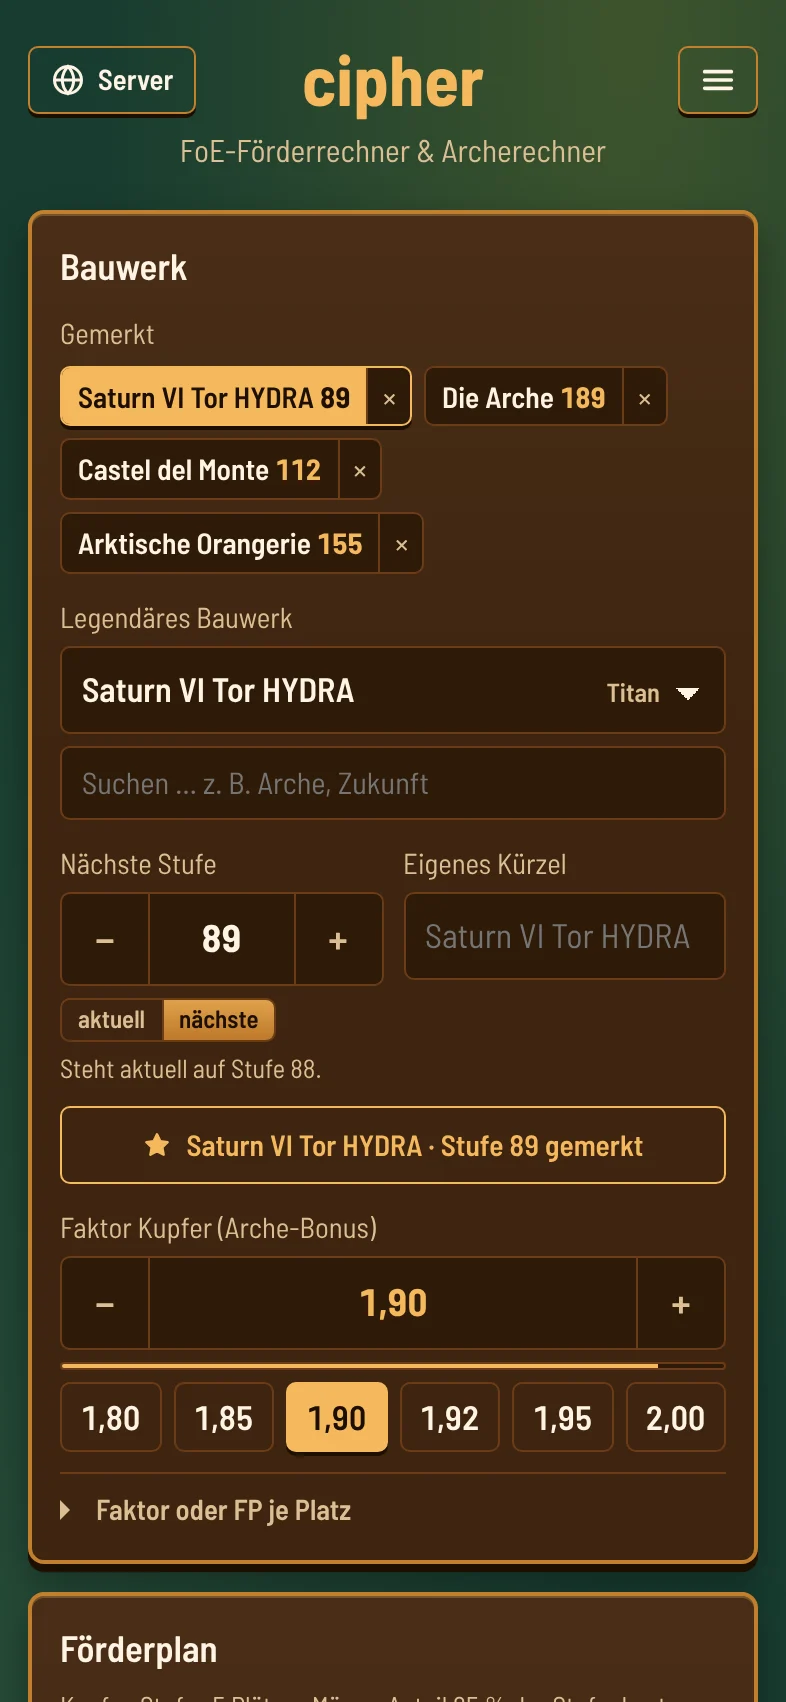 Server
cipher
FoE-Förderrechner & Archerechner
Bauwerk
Gemerkt
Saturn VI Tor HYDRA 89 ×
Die Arche 189 ×
Castel del Monte 112 ×
Arktische Orangerie 155 ×
Legendäres Bauwerk
Saturn VI Tor HYDRA Titan
Suchen … z. B. Arche, Zukunft
Nächste Stufe Eigenes Kürzel
− 89 + Saturn VI Tor HYDRA
aktuell nächste
Steht aktuell auf Stufe 88.
★ Saturn VI Tor HYDRA · Stufe 89 gemerkt
Faktor Kupfer (Arche-Bonus)
− 1,90 +
1,80 1,85 1,90 1,92 1,95 2,00
Faktor oder FP je Platz
Förderplan